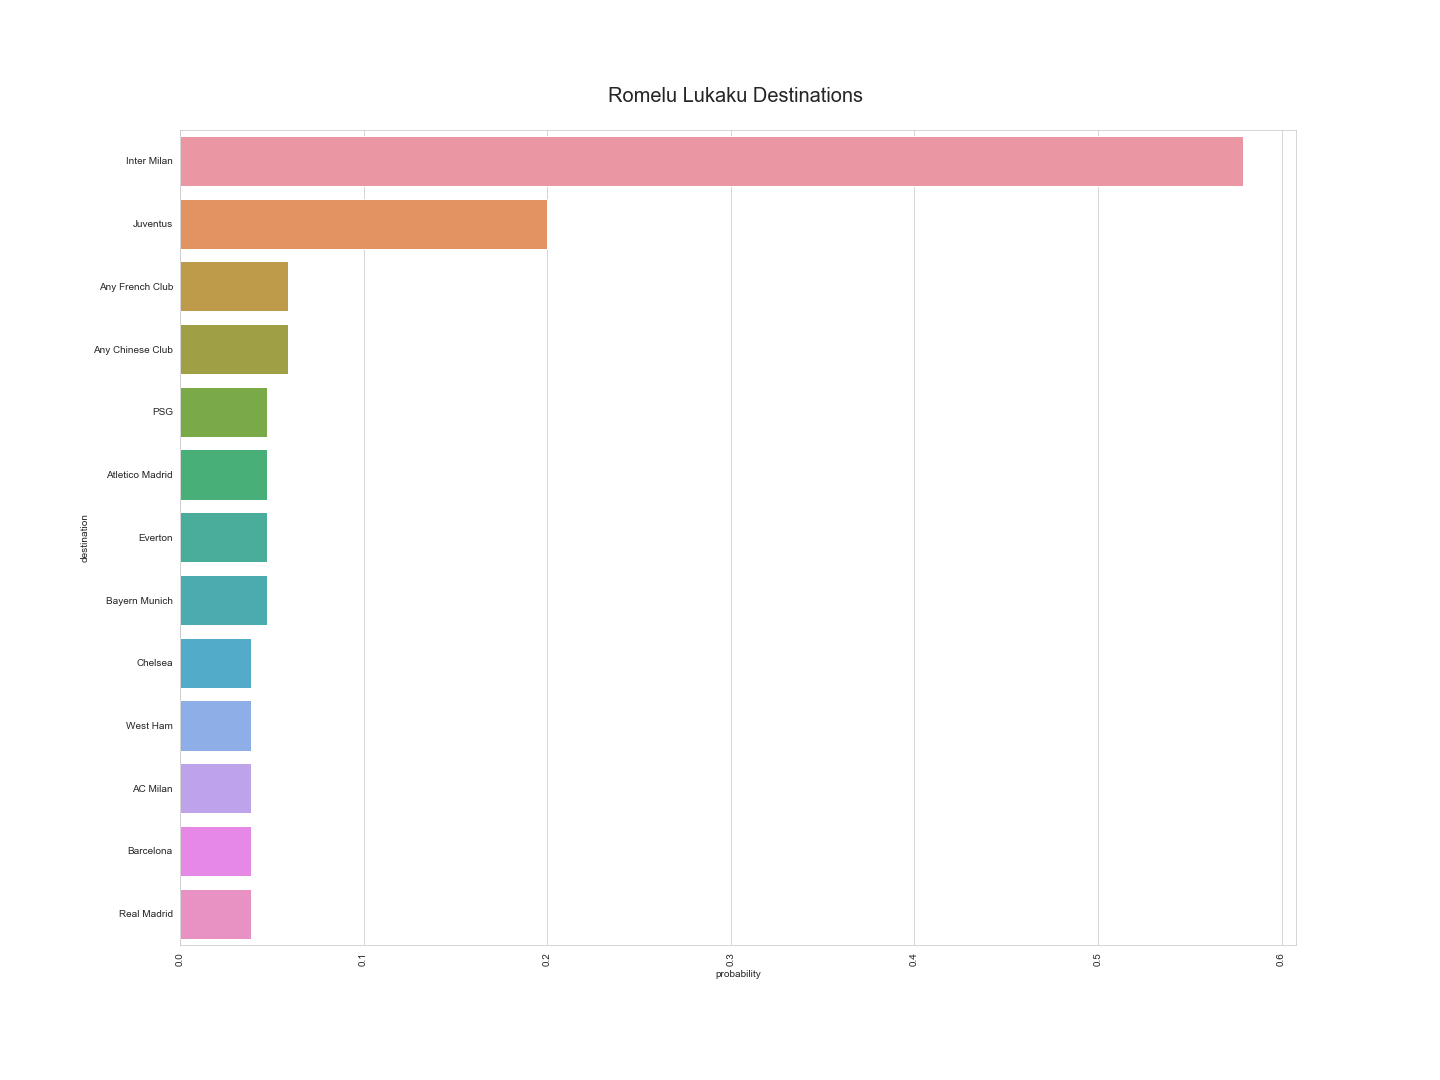 Romelu Lukaku Destinations
Inter Milan
Juventus
Any French Club
Any Chinese Club
PSG
Atletico Madrid
Everton
Bayern Munich
Chelsea
West Ham
AC Milan
Barcelona
Real Madrid
destination
0.0
0.1
0.2
0.3
0.4
0.5
0.6
probability